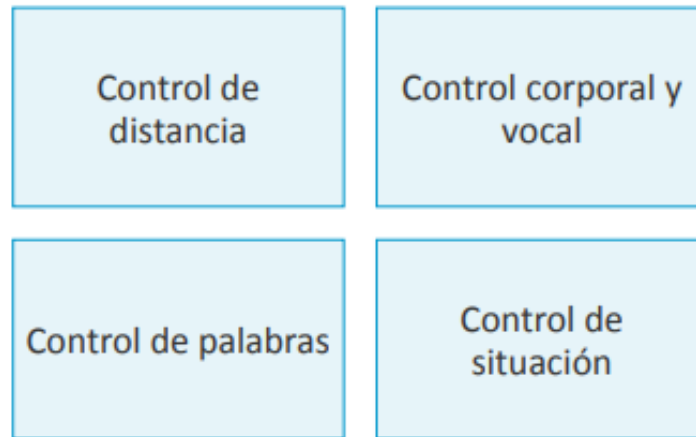 Control de
distancia
Control corporal y
vocal
Control de palabras
Control de
situación